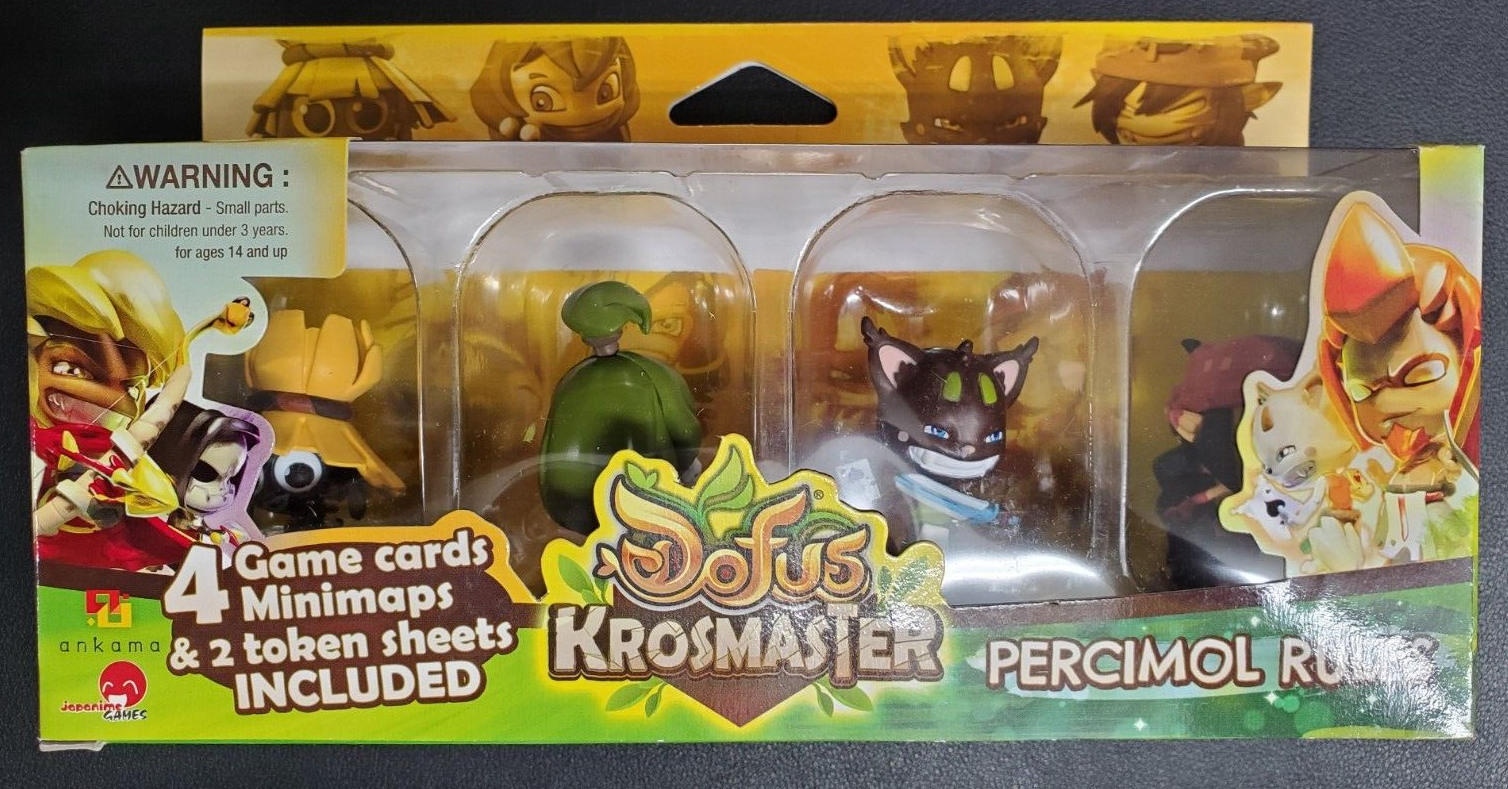 ⚠WARNING :
Choking Hazard - Small parts.
Not for children under 3 years.
for ages 14 and up
4 Game cards
Minimaps
& 2 token sheets
INCLUDED
ankama
japanime
GAMES
DOFUS®
KROSMASTER
PERCIMOL